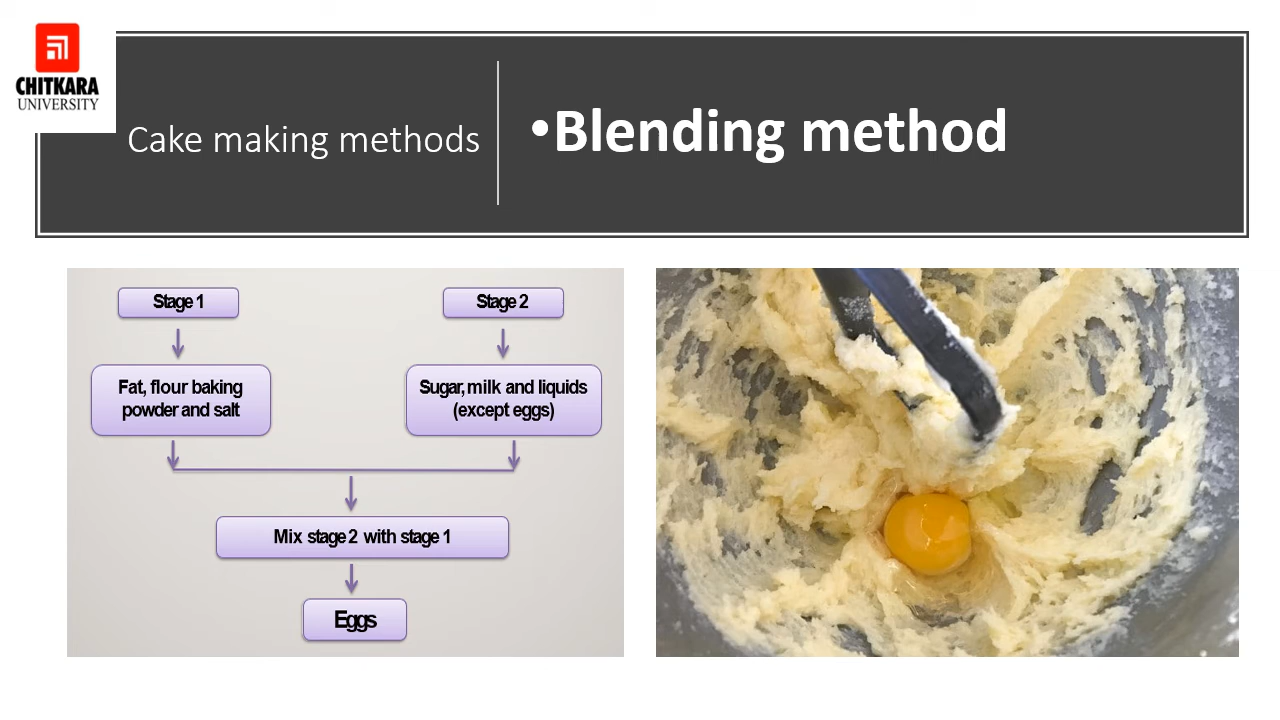 CHITKARA
UNIVERSITY
Cake making methods
•Blending method
Stage 1
Stage 2
Fat, flour baking
powder and salt
Sugar, milk and liquids
(except eggs)
Mix stage 2 with stage 1
Eggs